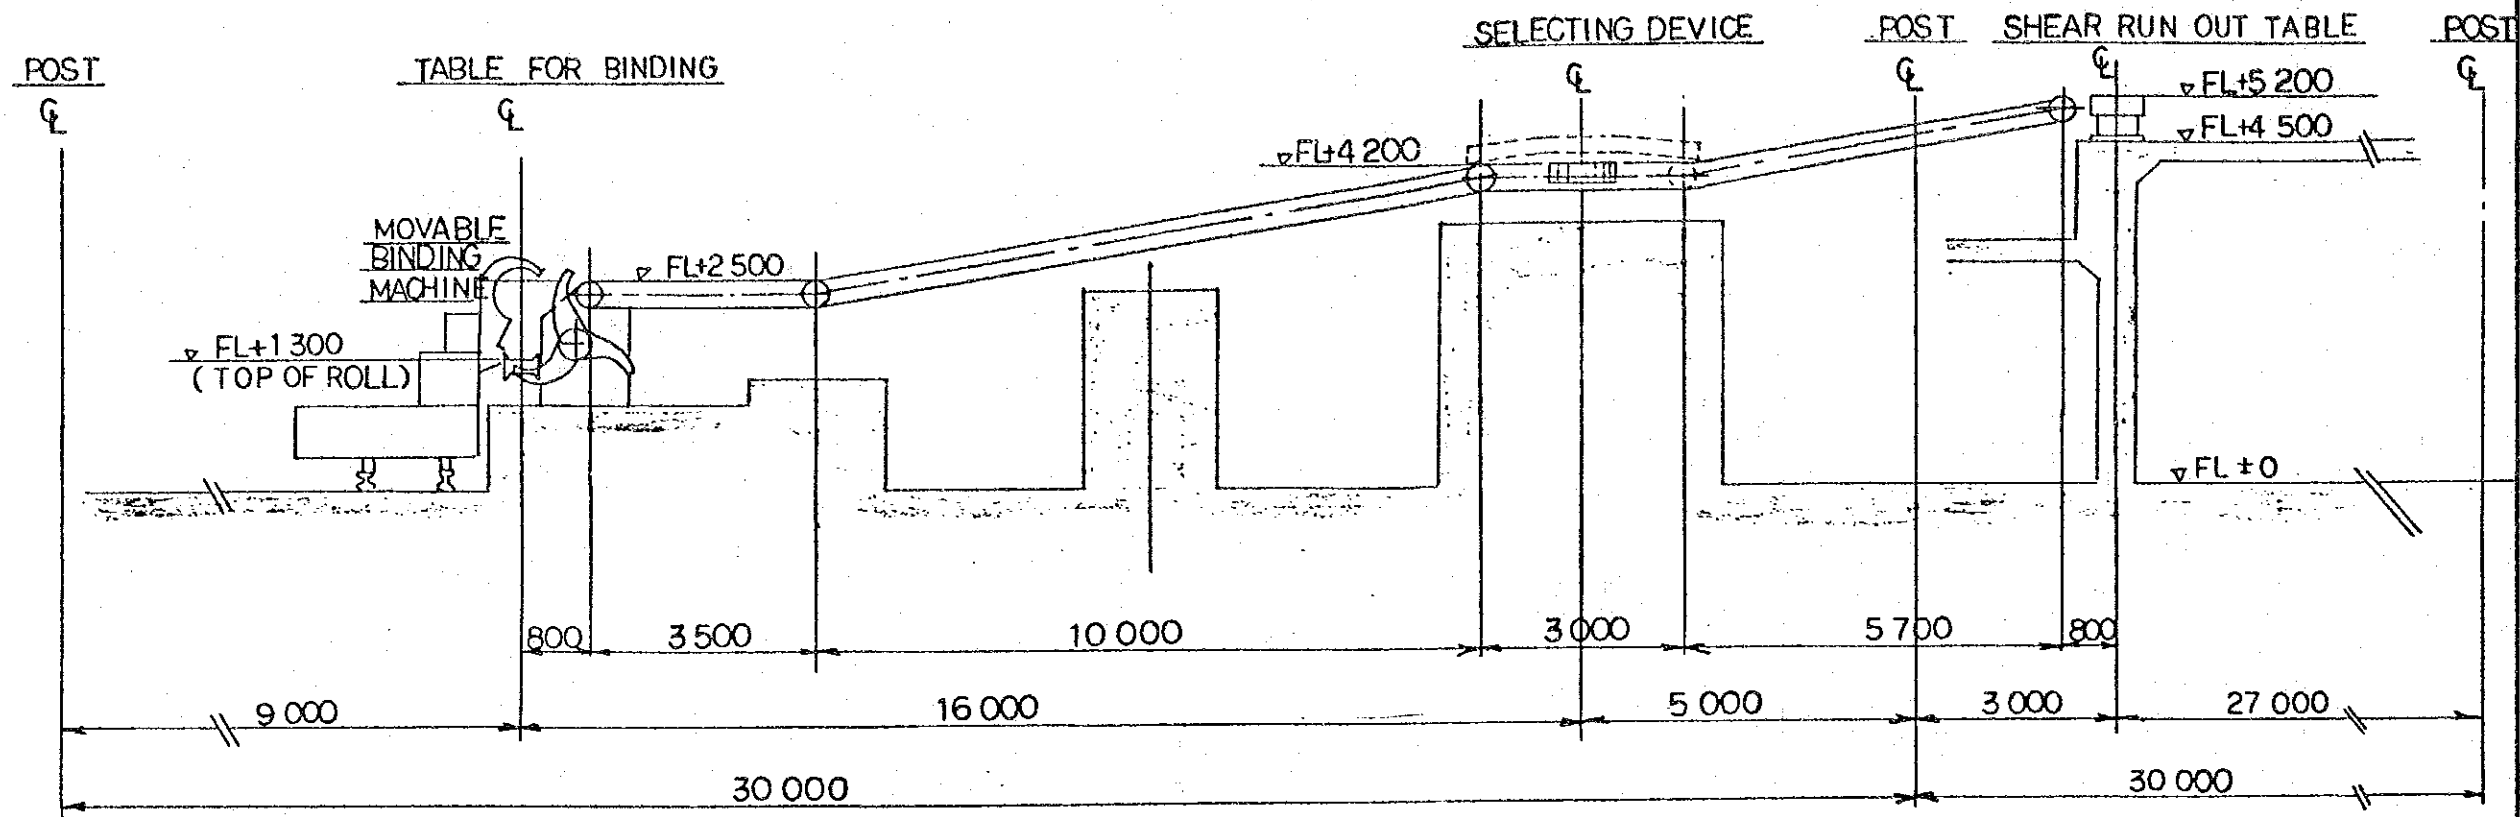 SELECTING DEVICE
POST
SHEAR RUN OUT TABLE
POST
POST
TABLE FOR BINDING
℄
℄
℄
℄
℄
℄
FL+5 200
FL+4 500
FL+4 200
MOVABLE
BINDING
MACHINE
FL+2 500
FL+1 300
(TOP OF ROLL)
FL ±0
800
3 500
10 000
3 000
5 700
800
9 000
16 000
5 000
3 000
27 000
30 000
30 000